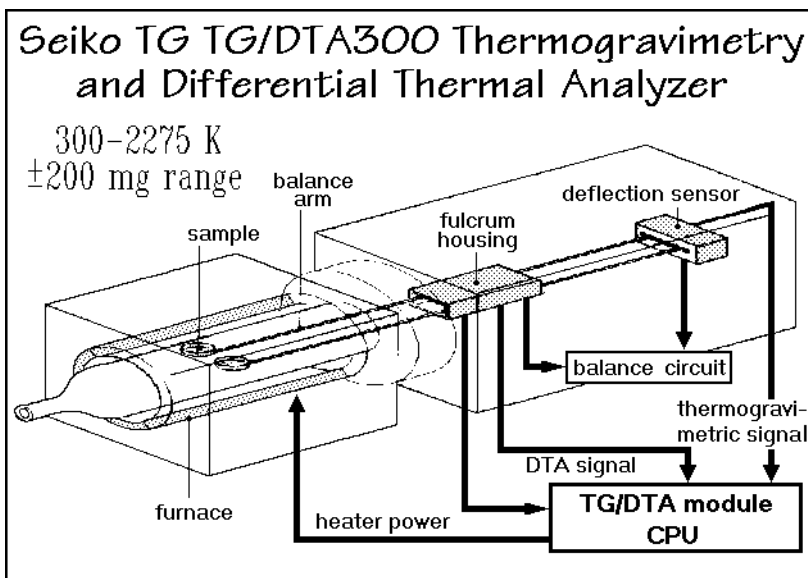 Seiko TG TG/DTA300 Thermogravimetry
and Differential Thermal Analyzer
300-2275 K
±200 mg range
balance
arm
sample
fulcrum
housing
deflection sensor
balance circuit
thermogravi-
metric signal
DTA signal
furnace
heater power
TG/DTA module
CPU